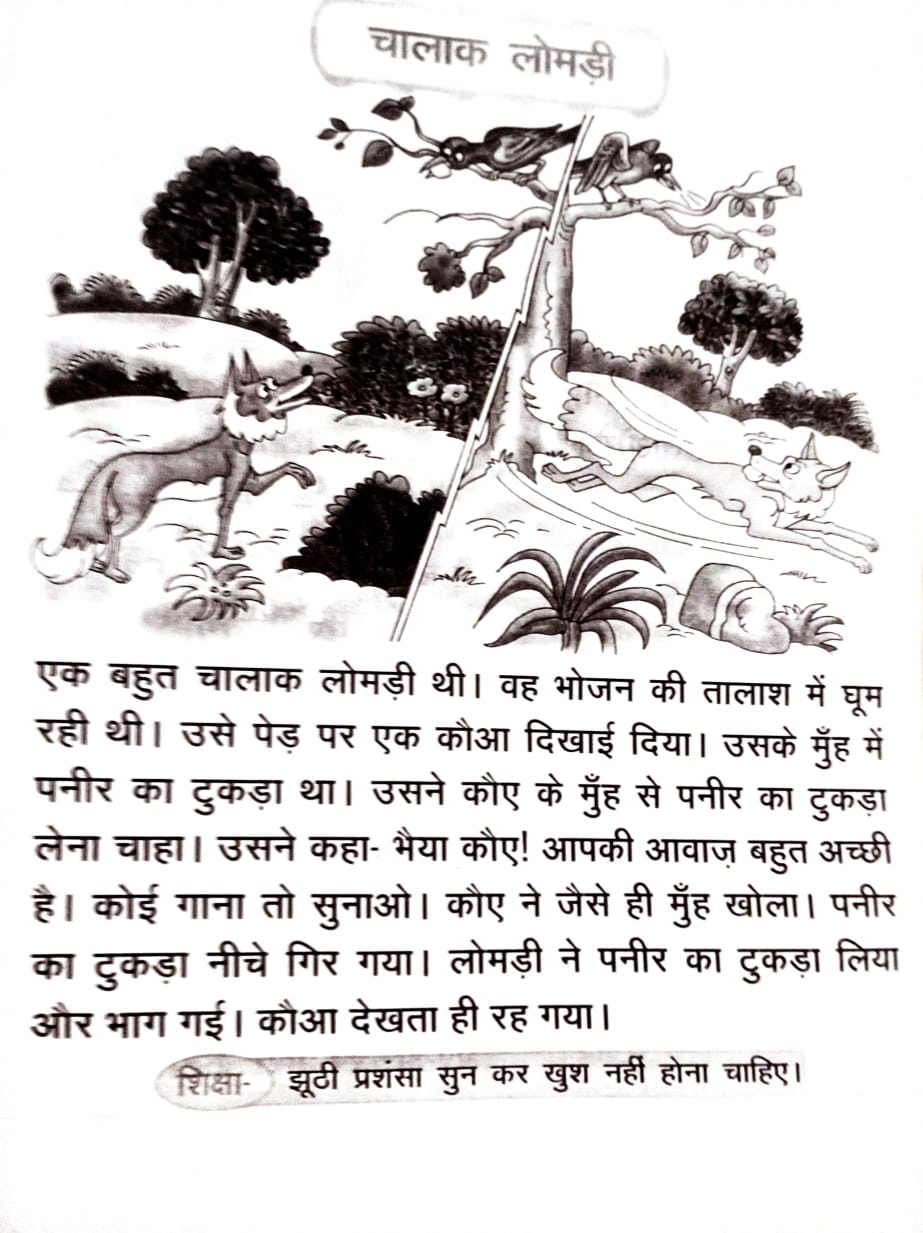 चालाक लोमड़ी
एक बहुत चालाक लोमड़ी थी। वह भोजन की तालाश में घूम
रही थी। उसे पेड़ पर एक कौआ दिखाई दिया। उसके मुँह में
पनीर का टुकड़ा था। उसने कौए के मुँह से पनीर का टुकड़ा
लेना चाहा। उसने कहा- भैया कौए! आपकी आवाज़ बहुत अच्छी
है। कोई गाना तो सुनाओ। कौए ने जैसे ही मुँह खोला। पनीर
का टुकड़ा नीचे गिर गया। लोमड़ी ने पनीर का टुकड़ा लिया
और भाग गई। कौआ देखता ही रह गया।
शिक्षा- झूठी प्रशंसा सुन कर खुश नहीं होना चाहिए।